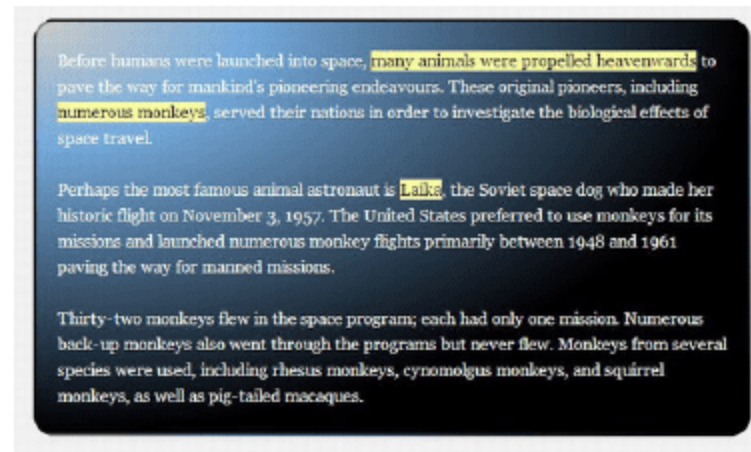 Before humans were launched into space, many animals were propelled heavenwards to
pave the way for mankind's pioneering endeavours. These original pioneers, including
numerous monkeys, served their nations in order to investigate the biological effects of
space travel.
Perhaps the most famous animal astronaut is Laika, the Soviet space dog who made her
historic flight on November 3, 1957. The United States preferred to use monkeys for its
missions and launched numerous monkey flights primarily between 1948 and 1961
paving the way for manned missions.
Thirty-two monkeys flew in the space program; each had only one mission. Numerous
back-up monkeys also went through the programs but never flew. Monkeys from several
species were used, including rhesus monkeys, cynomolgus monkeys, and squirrel
monkeys, as well as pig-tailed macaques.